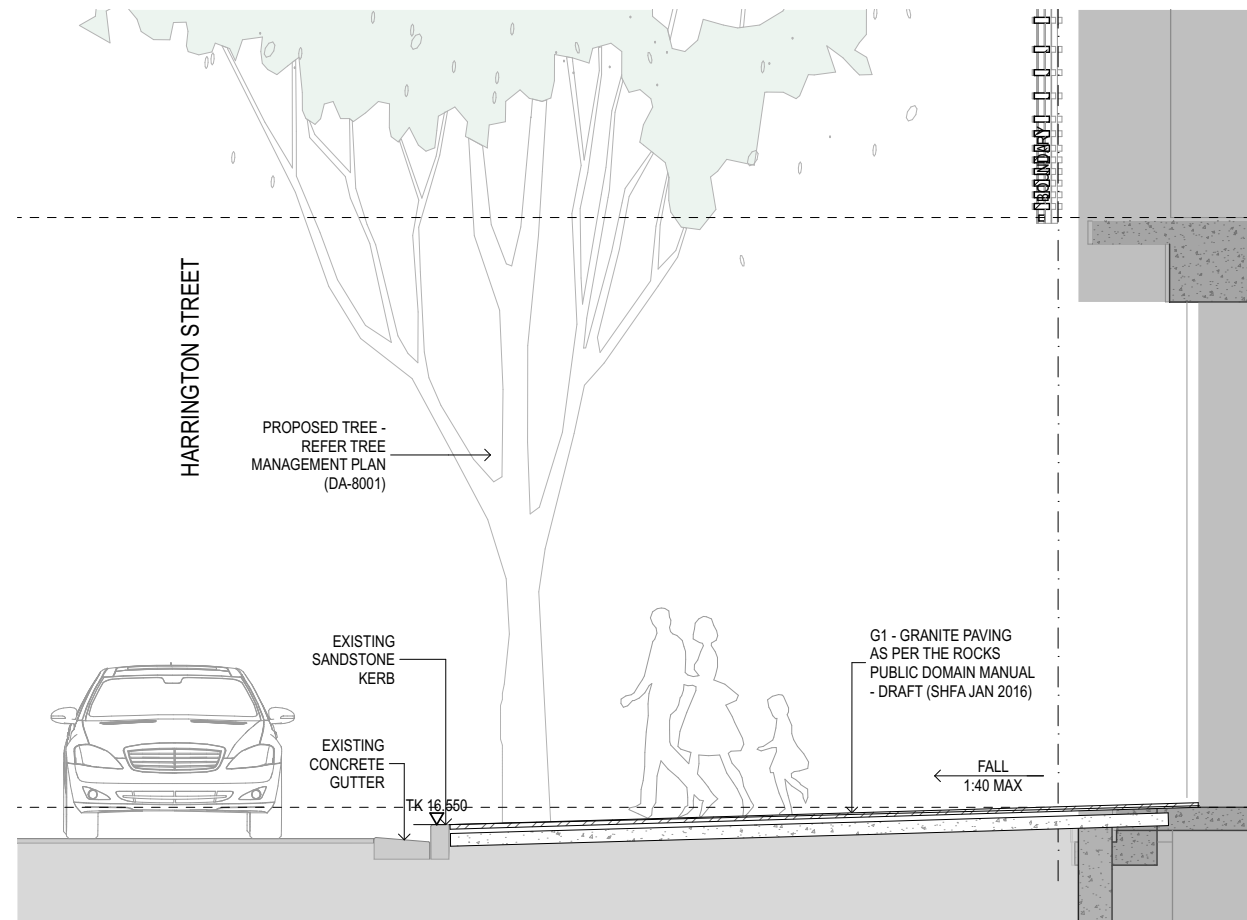 BOUNDARY
HARRINGTON STREET
PROPOSED TREE -
REFER TREE
MANAGEMENT PLAN
(DA-8001)
EXISTING
SANDSTONE
KERB
EXISTING
CONCRETE
GUTTER
TK 16.550
G1 - GRANITE PAVING
AS PER THE ROCKS
PUBLIC DOMAIN MANUAL
- DRAFT (SHFA JAN 2016)
FALL
1:40 MAX